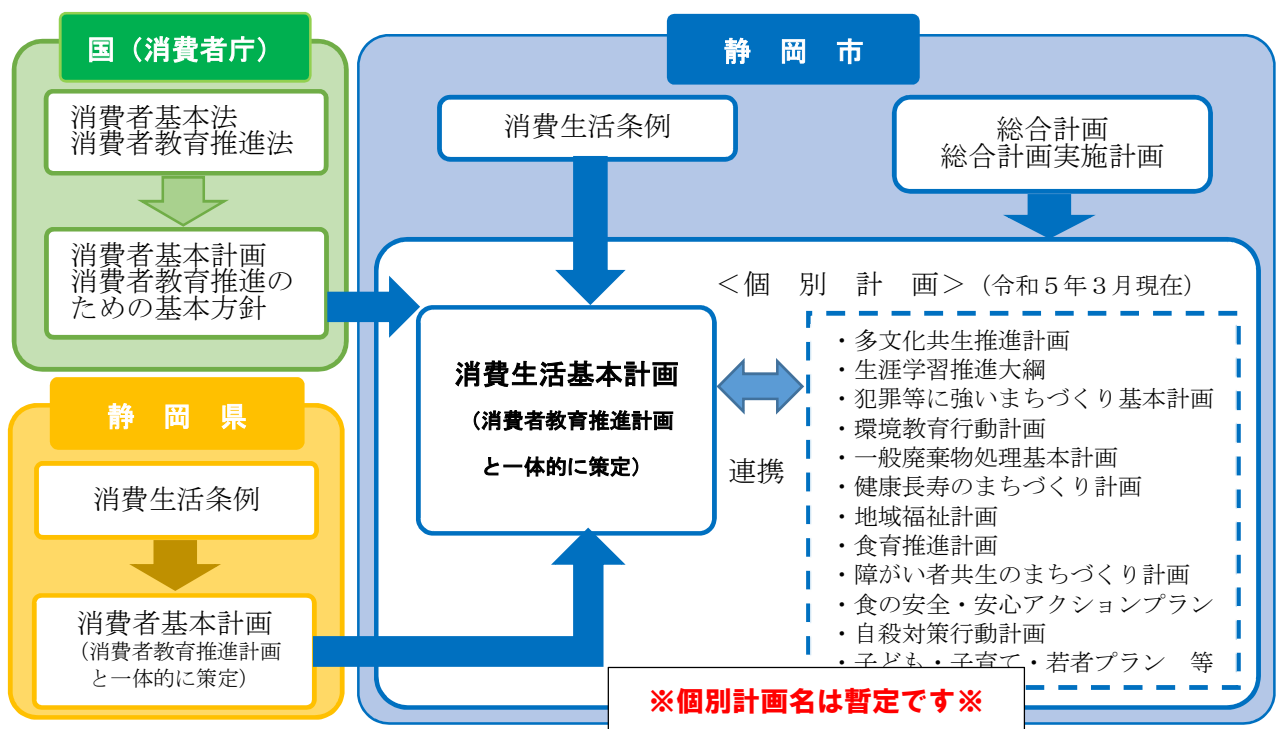 国（消費者庁）
消費者基本法
消費者教育推進法
消費者基本計画
消費者教育推進の
ための基本方針
静　岡　県
消費生活条例
消費者基本計画
（消費者教育推進計画
と一体的に策定）
静　岡　市
消費生活条例
総合計画
総合計画実施計画
＜個　別　計　画＞（令和５年３月現在）
消費生活基本計画
（消費者教育推進計画
と一体的に策定）
連携
・多文化共生推進計画
・生涯学習推進大綱
・犯罪等に強いまちづくり基本計画
・環境教育行動計画
・一般廃棄物処理基本計画
・健康長寿のまちづくり計画
・地域福祉計画
・食育推進計画
・障がい者共生のまちづくり計画
・食の安全・安心アクションプラン
・自殺対策行動計画
・子ども・子育て・若者プラン　等
※個別計画名は暫定です※